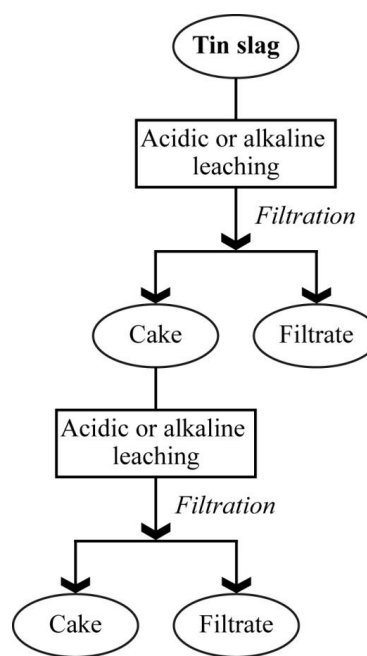 Tin slag
Acidic or alkaline
leaching
Filtration
Cake
Filtrate
Acidic or alkaline
leaching
Filtration
Cake
Filtrate